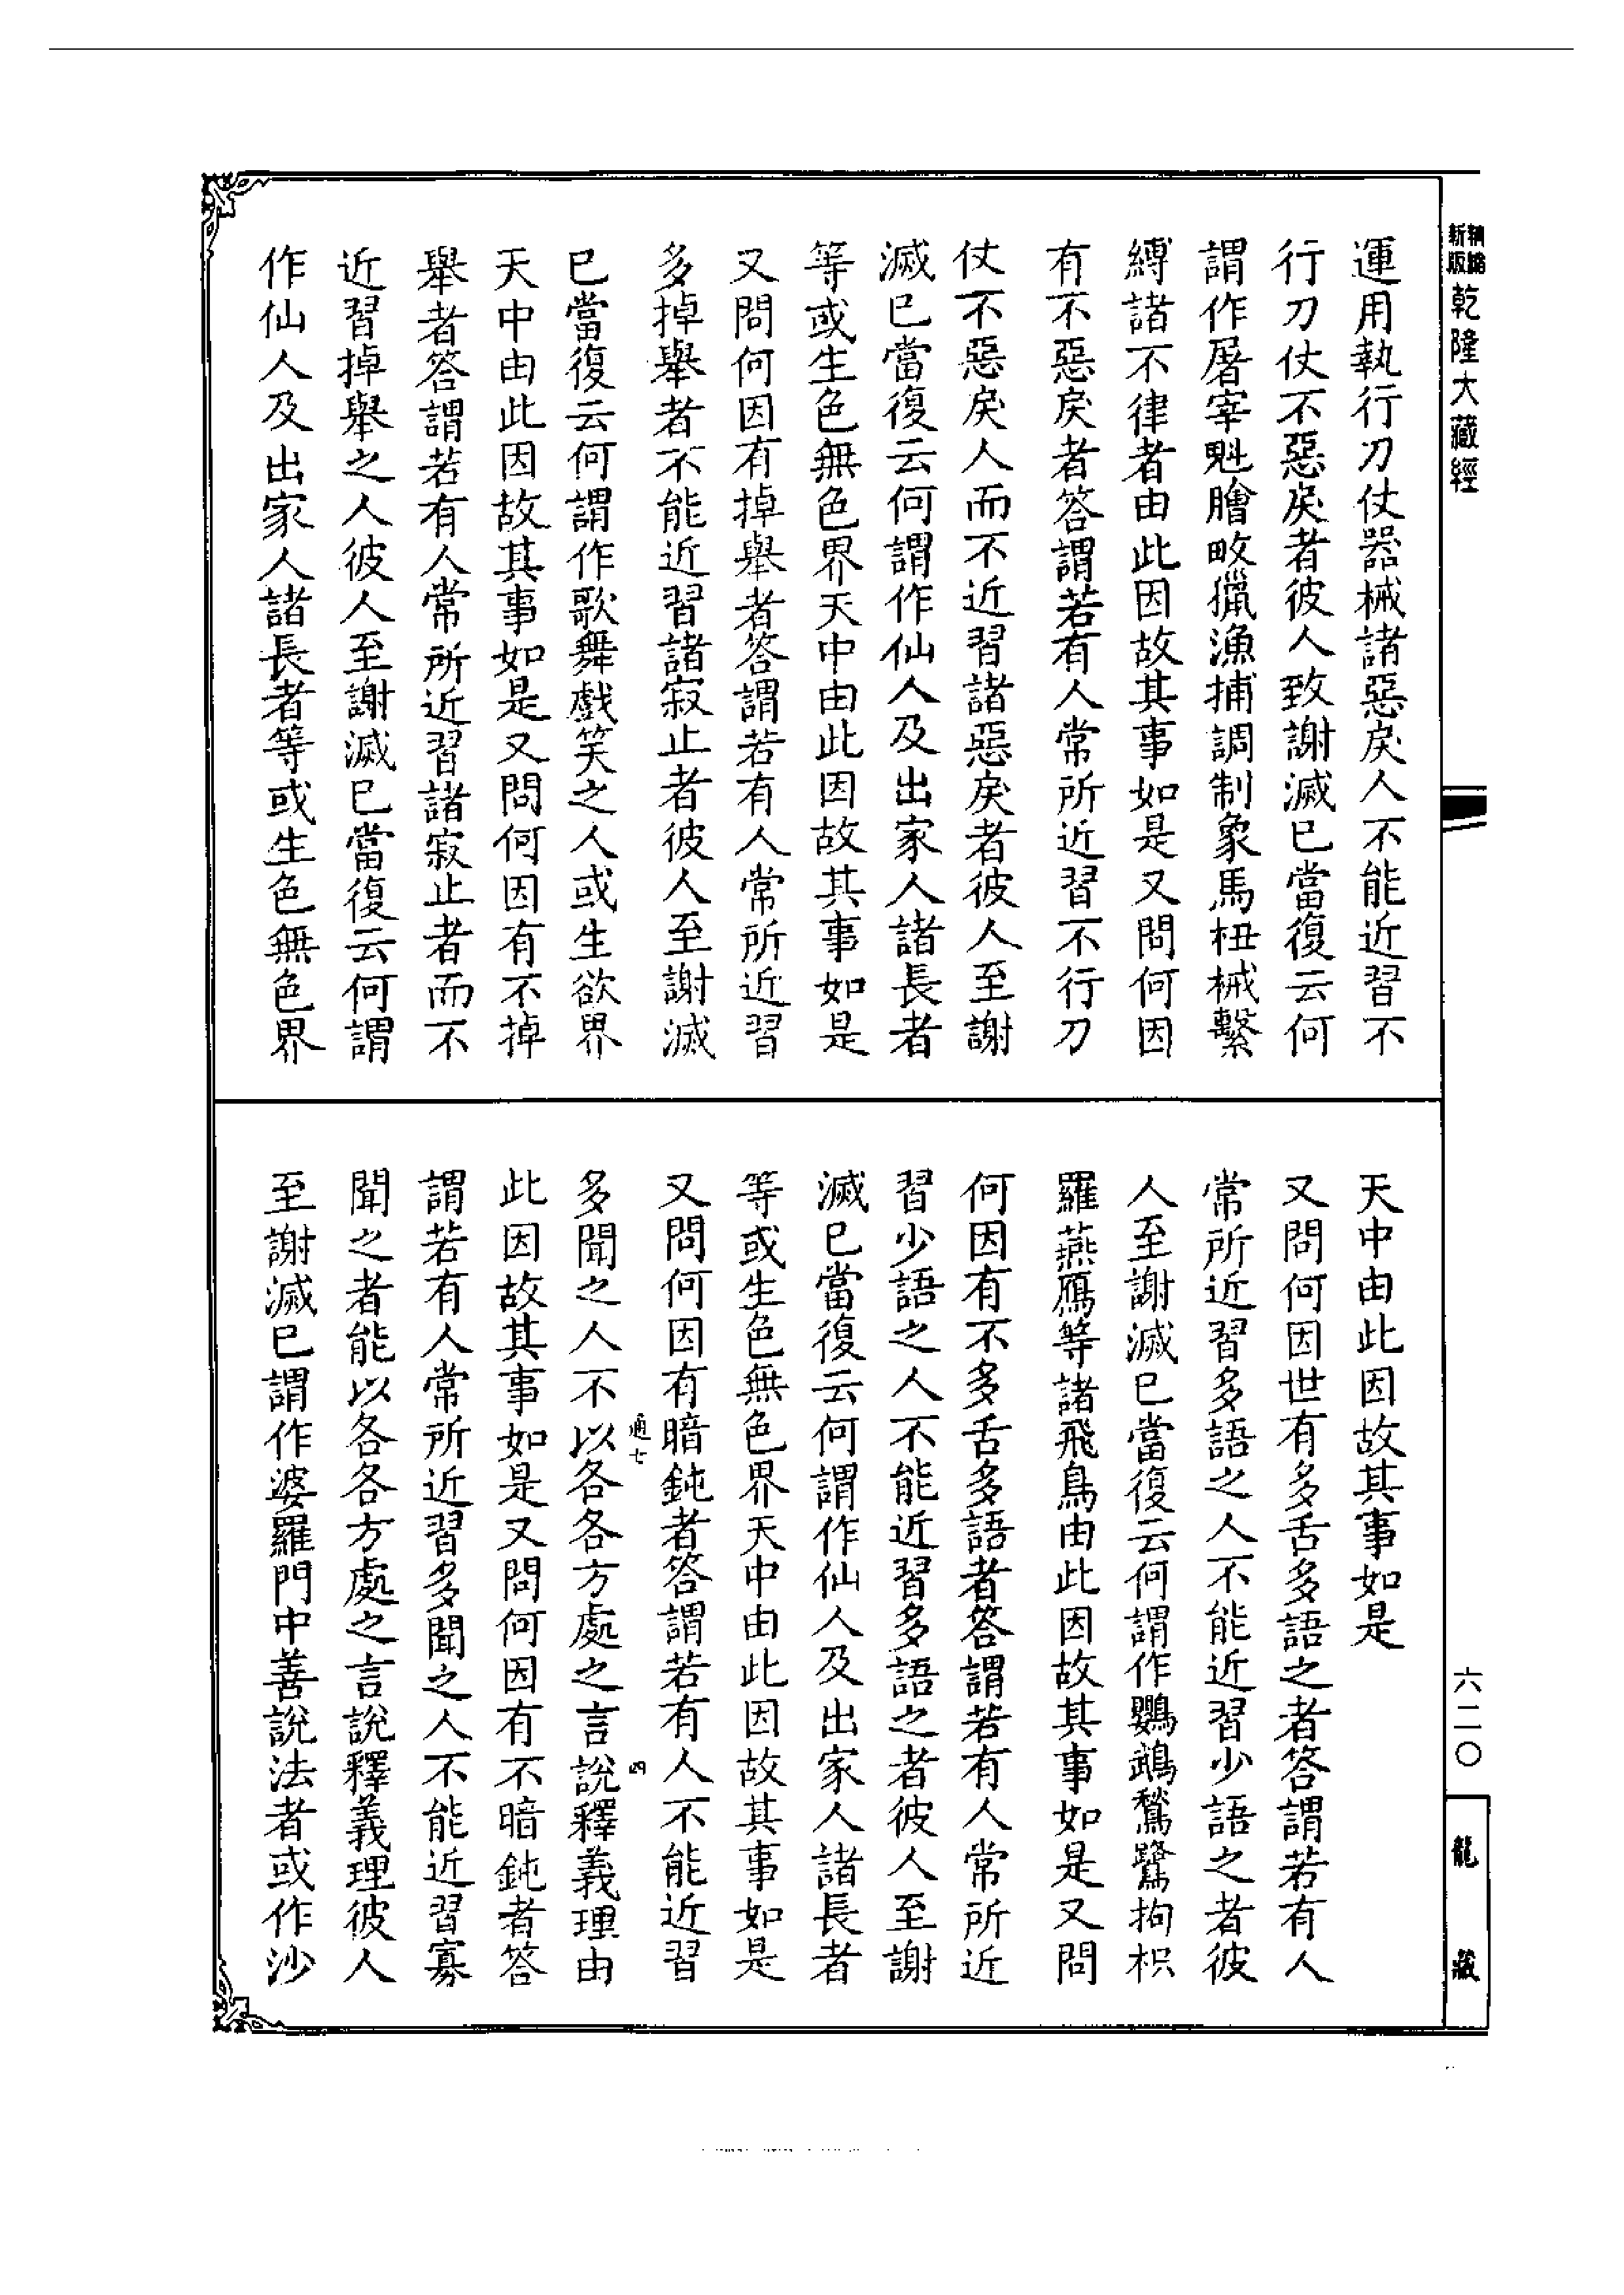 新編縮版乾隆大藏經
運用執行刀仗器械諸惡戾人不能近習不
行刀仗不惡戾者彼人致謝滅已當復云何
謂作屠宰魁膾畋獵漁捕調制象馬杻械繫
縛諸不律者由此因故其事如是又問何因
有不惡戾者答謂若有人常所近習不行刀
仗不惡戾人而不近習諸惡戾者彼人至謝
滅已當復云何謂作仙人及出家人諸長者
等或生色無色界天中由此因故其事如是
又問何因有掉舉者答謂若有人常所近習
多掉舉者不能近習諸寂止者彼人至謝滅
已當復云何謂作歌舞戲笑之人或生欲界
天中由此因故其事如是又問何因有不掉
舉者答謂若有人常所近習諸寂止者而不
近習掉舉之人彼人至謝滅已當復云何謂
作仙人及出家人諸長者等或生色無色界
天中由此因故其事如是
又問何因世有多舌多語之者答謂若有人
常所近習多語之人不能近習少語之者彼
人至謝滅已當復云何謂作鸚鵡鶖鷺拘枳
羅燕鴈等諸飛鳥由此因故其事如是又問
何因有不多舌多語者答謂若有人常所近
習少語之人不能近習多語之者彼人至謝
滅已當復云何謂作仙人及出家人諸長者
等或生色無色界天中由此因故其事如是
又問何因有暗鈍者答謂若有人不能近習
通七 四
多聞之人不以各各方處之言說釋義理由
此因故其事如是又問何因有不暗鈍者答
謂若有人常所近習多聞之人不能近習寡
聞之者能以各各方處之言說釋義理彼人
至謝滅已謂作婆羅門中善說法者或作沙
六二〇
龍藏